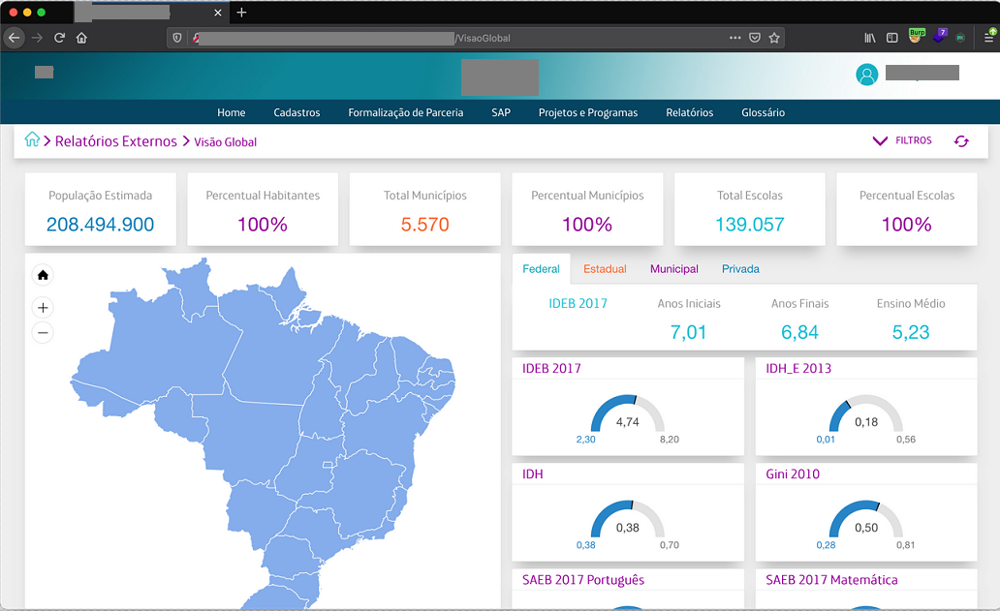 /VisaoGlobal
Burp
7
Home Cadastros Formalização de Parceria SAP Projetos e Programas Relatórios Glossário
Relatórios Externos Visão Global FILTROS
População Estimada
208.494.900
Percentual Habitantes
100%
Total Municípios
5.570
Percentual Municípios
100%
Total Escolas
139.057
Percentual Escolas
100%
Federal Estadual Municipal Privada
IDEB 2017
Anos Iniciais
7,01
Anos Finais
6,84
Ensino Médio
5,23
IDEB 2017
4,74
2,30 8,20
IDH_E 2013
0,18
0,01 0,56
IDH
0,38
0,38 0,70
Gini 2010
0,50
0,28 0,81
SAEB 2017 Português
SAEB 2017 Matemática